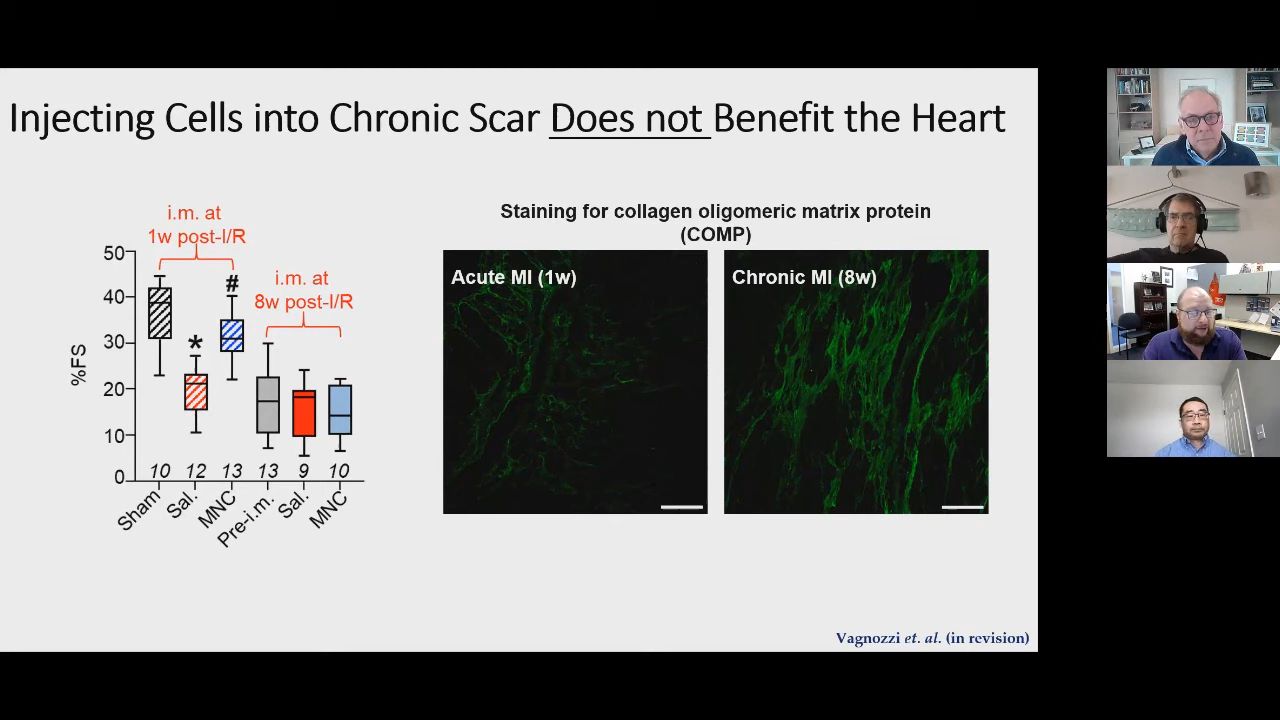 Injecting Cells into Chronic Scar Does not Benefit the Heart
i.m. at
1w post-I/R
i.m. at
8w post-I/R
%FS
50
40
30
20
10
0
*
#
10 12 13 13 9 10
Sham
Sal.
MNC
Pre-i.m.
Sal.
MNC
Staining for collagen oligomeric matrix protein
(COMP)
Acute MI (1w)
Chronic MI (8w)
Vagnozzi et. al. (in revision)